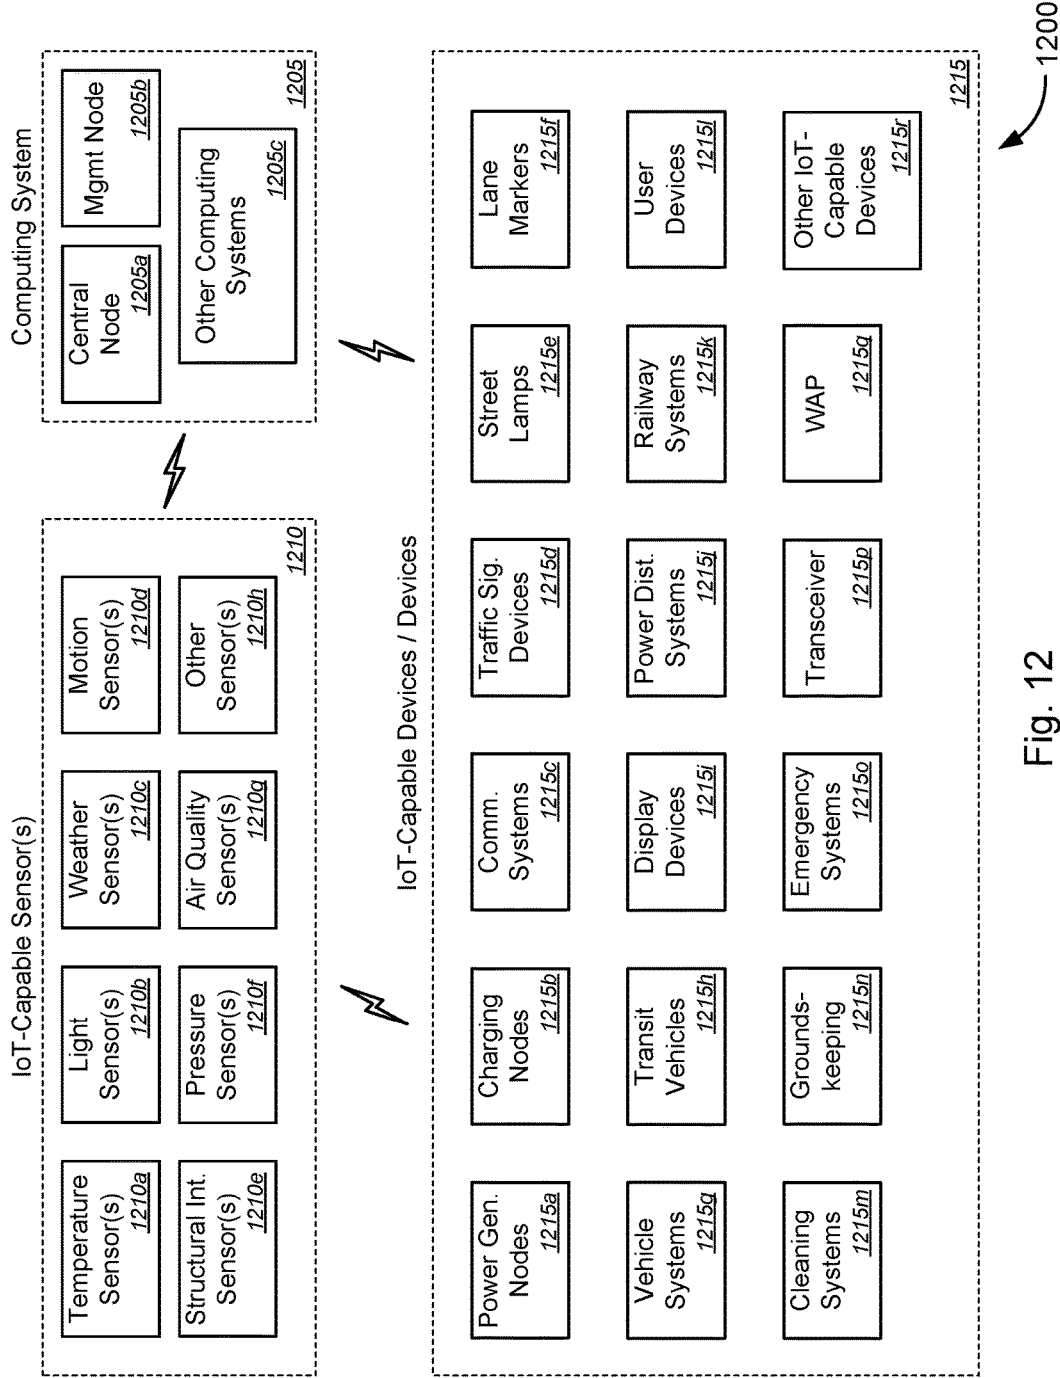 IoT-Capable Sensor(s)
Temperature
Sensor(s)
1210a
Light
Sensor(s)
1210b
Weather
Sensor(s)
1210c
Motion
Sensor(s)
1210d
Structural Int.
Sensor(s)
1210e
Pressure
Sensor(s)
1210f
Air Quality
Sensor(s)
1210g
Other
Sensor(s)
1210h
1210
Computing System
Central
Node
1205a
Mgmt Node
1205b
Other Computing
Systems
1205c
1205
IoT-Capable Devices / Devices
Power Gen.
Nodes
1215a
Charging
Nodes
1215b
Comm.
Systems
1215c
Traffic Sig.
Devices
1215d
Street
Lamps
1215e
Lane
Markers
1215f
Vehicle
Systems
1215g
Transit
Vehicles
1215h
Display
Devices
1215i
Power Dist.
Systems
1215j
Railway
Systems
1215k
User
Devices
1215l
Cleaning
Systems
1215m
Grounds-
keeping
1215n
Emergency
Systems
1215o
Transceiver
1215p
WAP
1215q
Other IoT-
Capable
Devices
1215r
1215
1200
Fig. 12